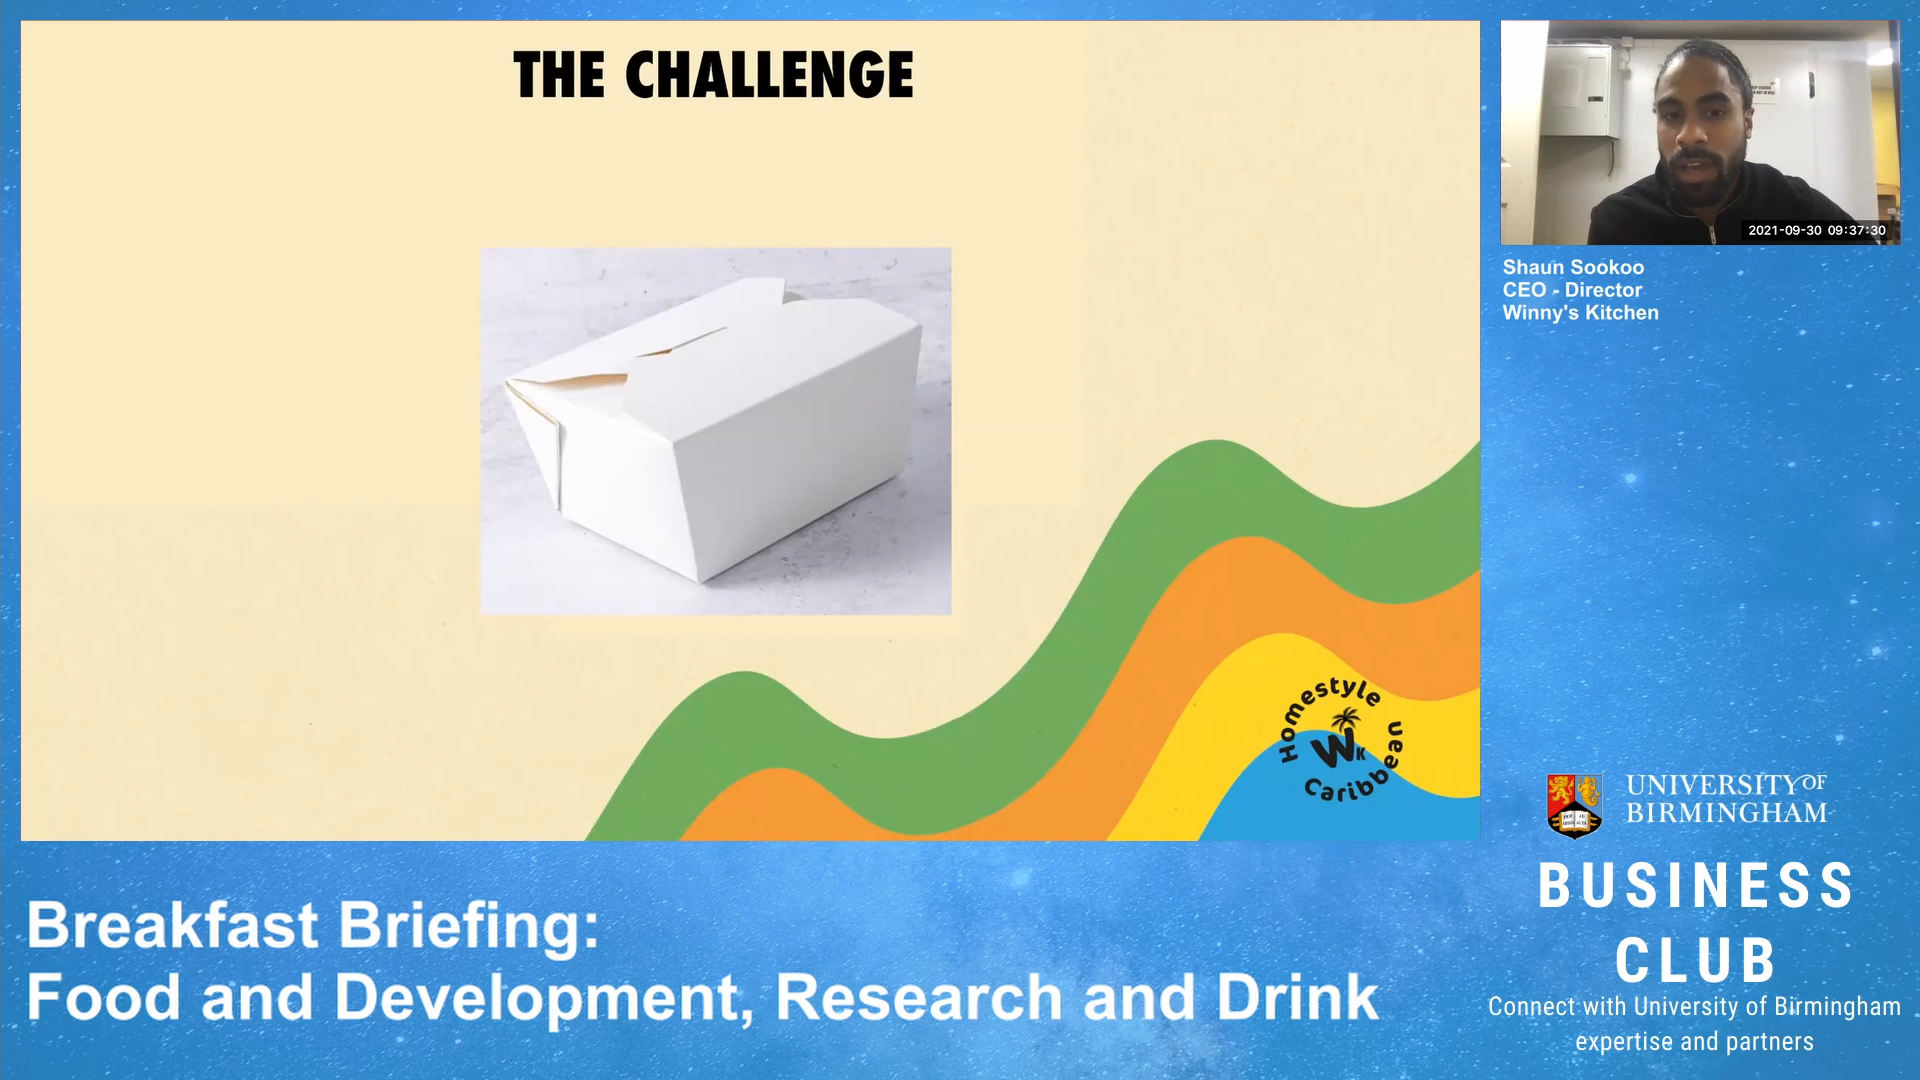 THE CHALLENGE
2021-09-30 09:37:30
Shaun Sookoo
CEO - Director
Winny's Kitchen
Homestyle
WK
Caribbean
UNIVERSITY OF
BIRMINGHAM
BUSINESS
CLUB
Connect with University of Birmingham
expertise and partners
Breakfast Briefing:
Food and Development, Research and Drink